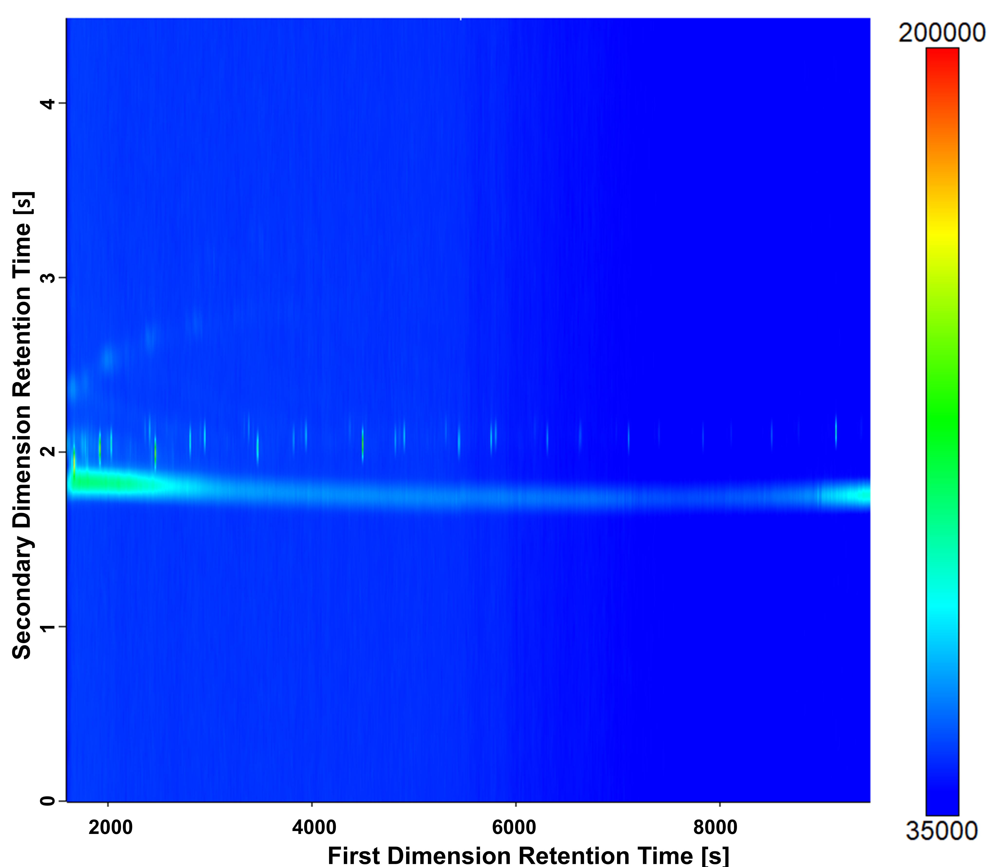 200000
4
3
2
1
0
Secondary Dimension Retention Time [s]
2000 4000 6000 8000
35000
First Dimension Retention Time [s]